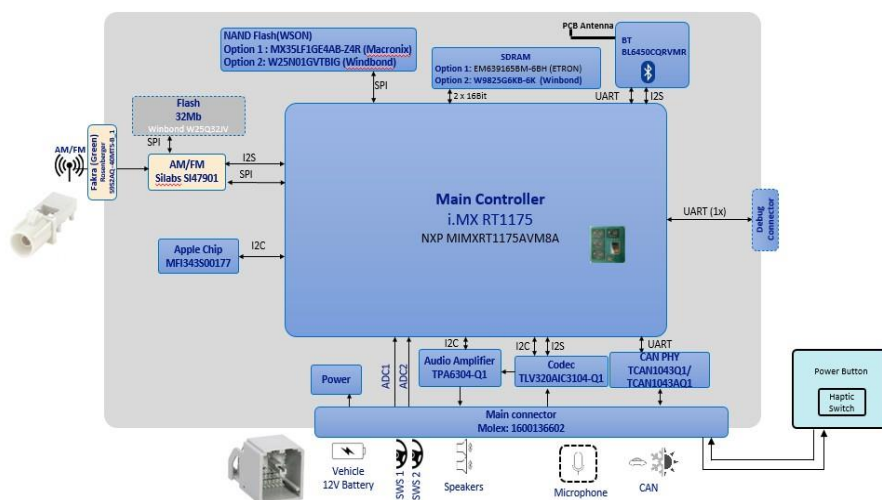 PCB Antenna
NAND Flash(WSON)
Option 1 : MX35LF1GE4AB-Z4R (Macronix)
Option 2: W25N01GVTBIG (Windbond)
SDRAM
Option 1: EM639165BM-6BH (ETRON)
Option 2: W9825G6KB-6K (Winbond)
BT
BL6450CQRVMR
SPI
2 x 16Bit
UART
I2S
Flash
32Mb
Winbond W25Q32JV
SPI
AM/FM
Fakra (Green)
Rosenberger
AM/FM
Silabs SI47901
I2S
SPI
Main Controller
i.MX RT1175
NXP MIMXRT1175AVM8A
UART (1x)
Debug
Connector
Apple Chip
MFI343S00177
I2C
ADC1
ADC2
I2C
I2C
I2S
UART
Power
Audio Amplifier
TPA6304-Q1
Codec
TLV320AIC3104-Q1
CAN PHY
TCAN1043Q1/
TCAN1043AQ1
Power Button
Haptic
Switch
Main connector
Molex: 1600136602
Vehicle
12V Battery
SWS 1
SWS 2
Speakers
Microphone
CAN